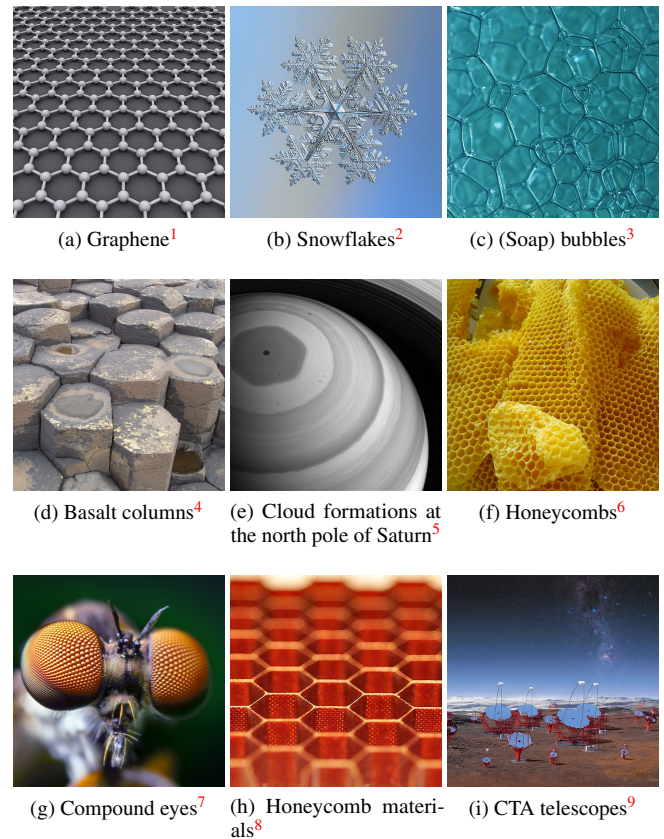 (a) Graphene1
(b) Snowflakes2
(c) (Soap) bubbles3
(d) Basalt columns4
(e) Cloud formations at
the north pole of Saturn5
(f) Honeycombs6
(g) Compound eyes7
(h) Honeycomb materi-
als8
(i) CTA telescopes9